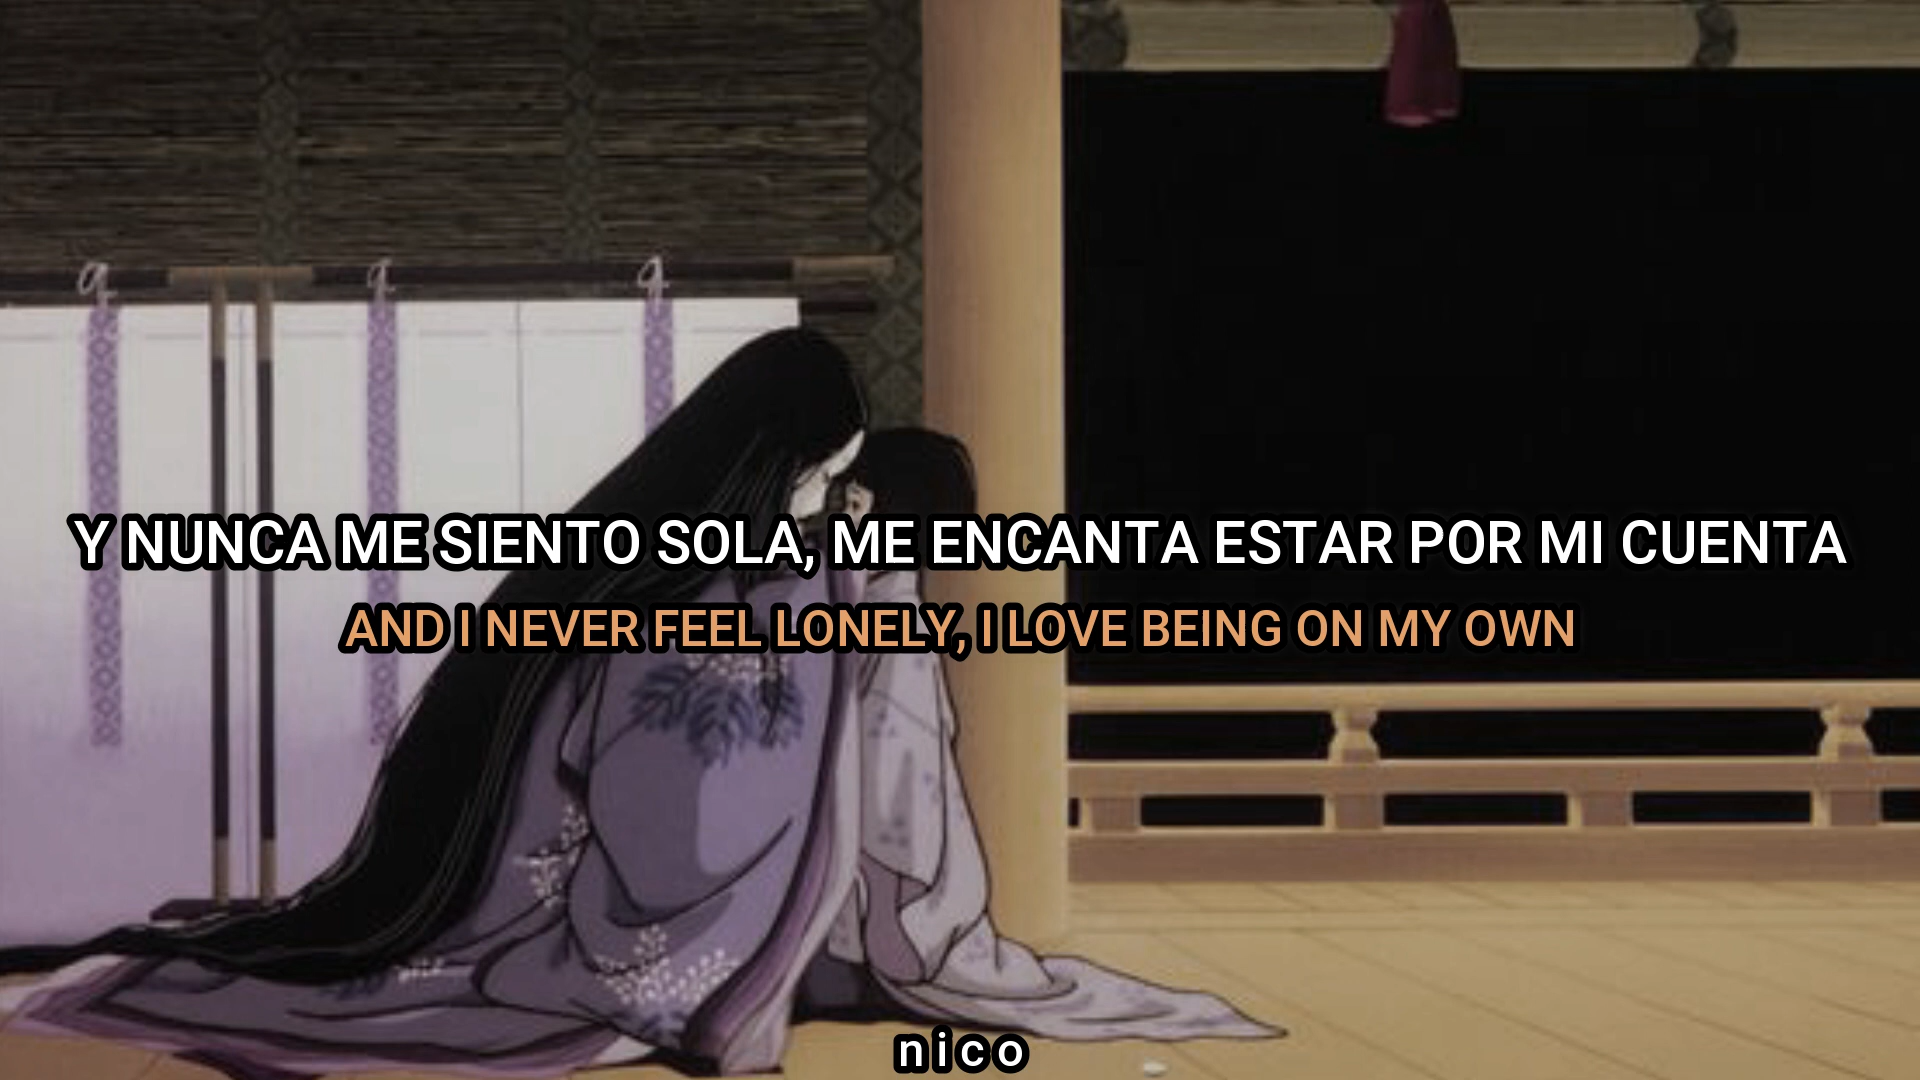 Y NUNCA ME SIENTO SOLA, ME ENCANTA ESTAR POR MI CUENTA
AND I NEVER FEEL LONELY, I LOVE BEING ON MY OWN
nico